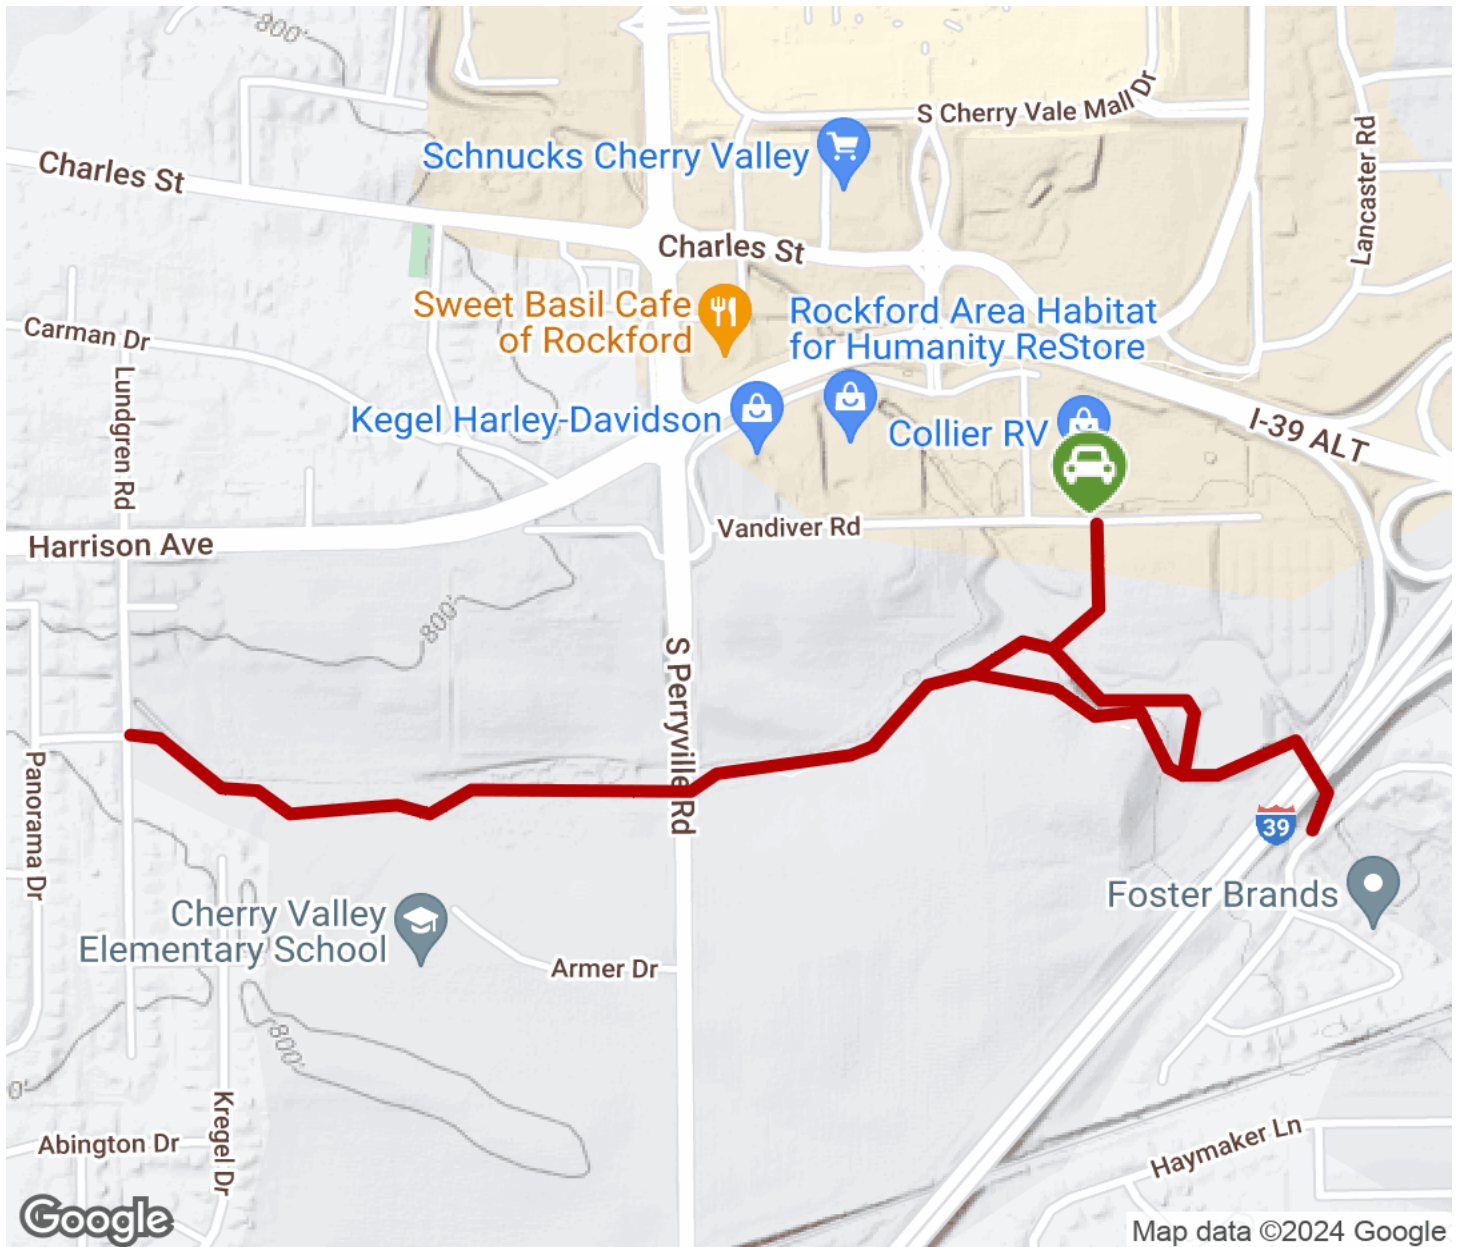 800'
S Cherry Vale Mall Dr
Charles St
Schnucks Cherry Valley
Lancaster Rd
Charles St
Sweet Basil Cafe
of Rockford
Rockford Area Habitat
for Humanity ReStore
Carman Dr
Lundgren Rd
Kegel Harley-Davidson
Collier RV
I-39 ALT
Vandiver Rd
Harrison Ave
800'
S Perryville Rd
Panorama Dr
39
Foster Brands
Cherry Valley
Elementary School
Armer Dr
800'
0'
Kregel Dr
Abington Dr
Haymaker Ln
Google
Map data ©2024 Google